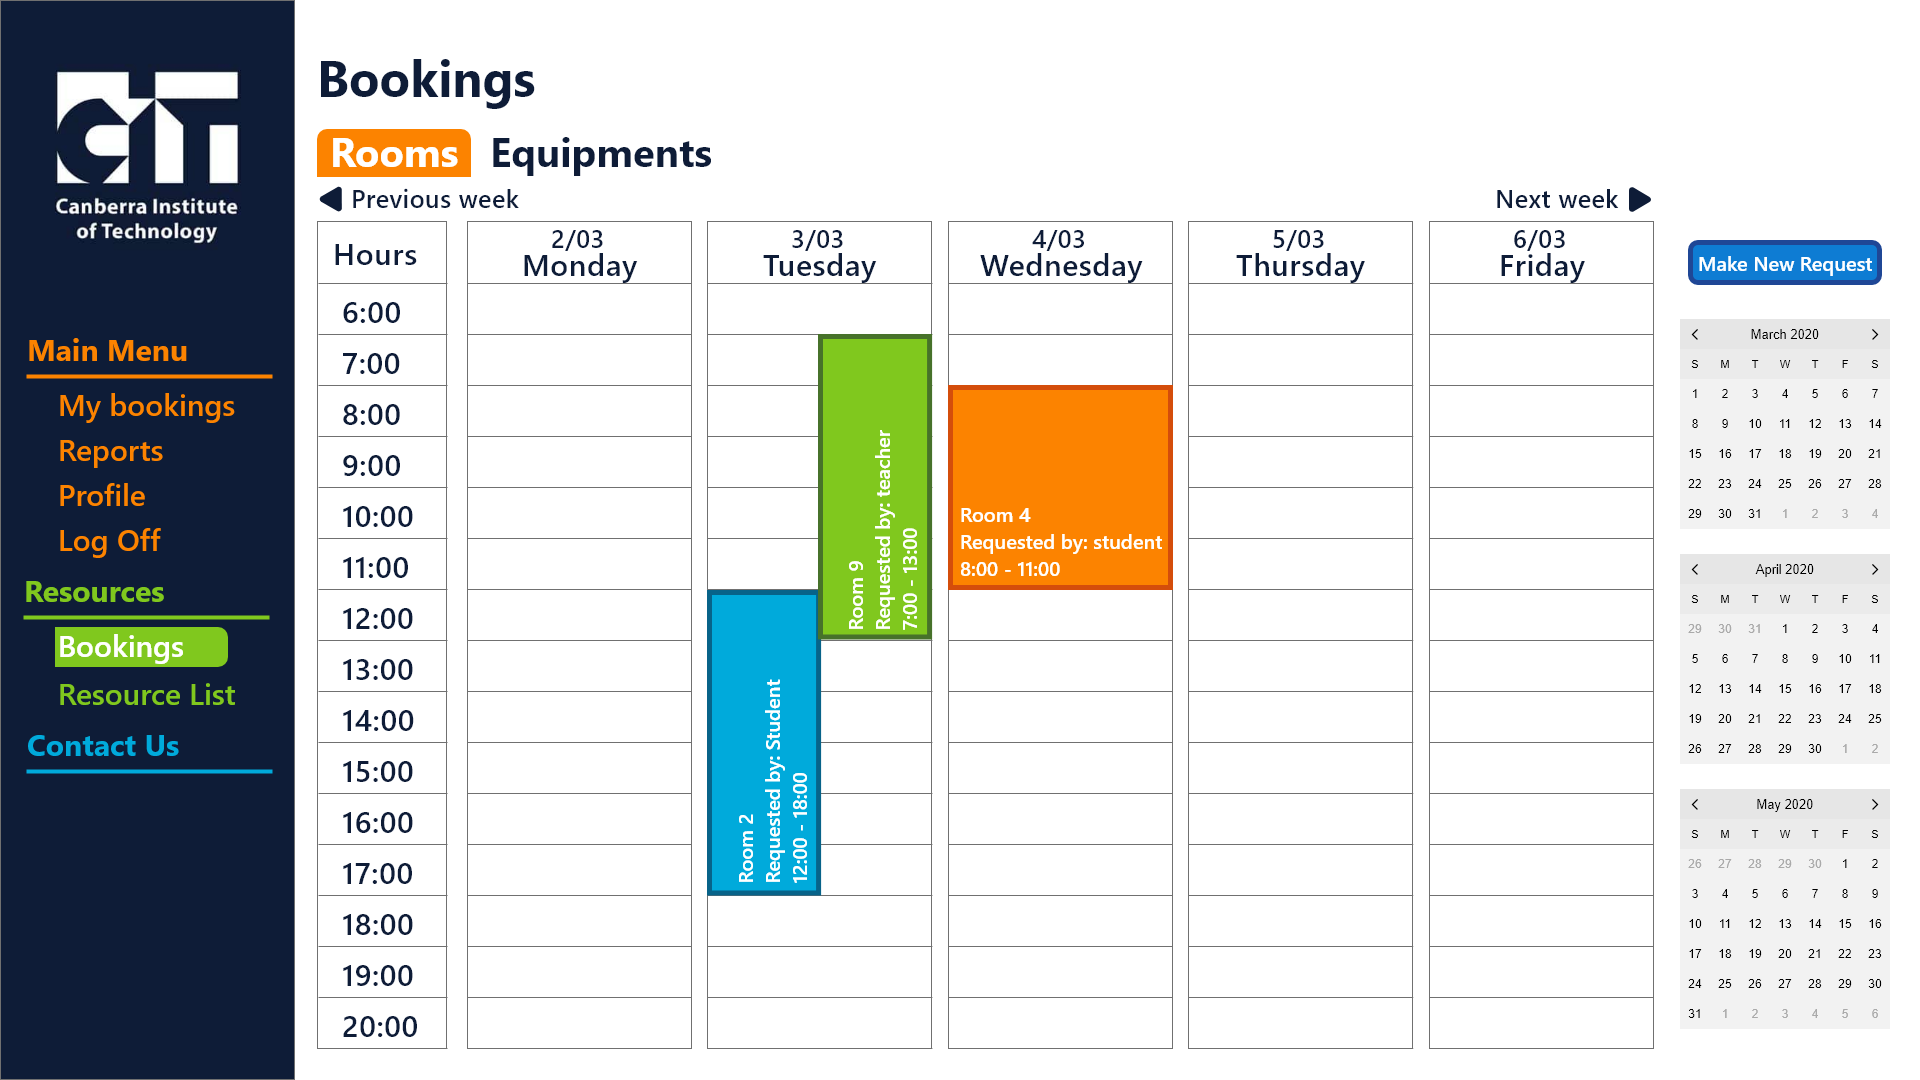 CIT
Canberra Institute
of Technology
Main Menu
My bookings
Reports
Profile
Log Off
Resources
Bookings
Resource List
Contact Us
Bookings
Rooms Equipments
Previous week Next week
Hours
2/03
Monday
3/03
Tuesday
4/03
Wednesday
5/03
Thursday
6/03
Friday
6:00
7:00
8:00
9:00
10:00
11:00
12:00
13:00
14:00
15:00
16:00
17:00
18:00
19:00
20:00
Room 2
Requested by: Student
12:00 - 18:00
Room 9
Requested by: teacher
7:00 - 13:00
Room 4
Requested by: student
8:00 - 11:00
Make New Request
March 2020
S M T W T F S
1 2 3 4 5 6 7
8 9 10 11 12 13 14
15 16 17 18 19 20 21
22 23 24 25 26 27 28
29 30 31 1 2 3 4
April 2020
S M T W T F S
29 30 31 1 2 3 4
5 6 7 8 9 10 11
12 13 14 15 16 17 18
19 20 21 22 23 24 25
26 27 28 29 30 1 2
May 2020
S M T W T F S
26 27 28 29 30 1 2
3 4 5 6 7 8 9
10 11 12 13 14 15 16
17 18 19 20 21 22 23
24 25 26 27 28 29 30
31 1 2 3 4 5 6